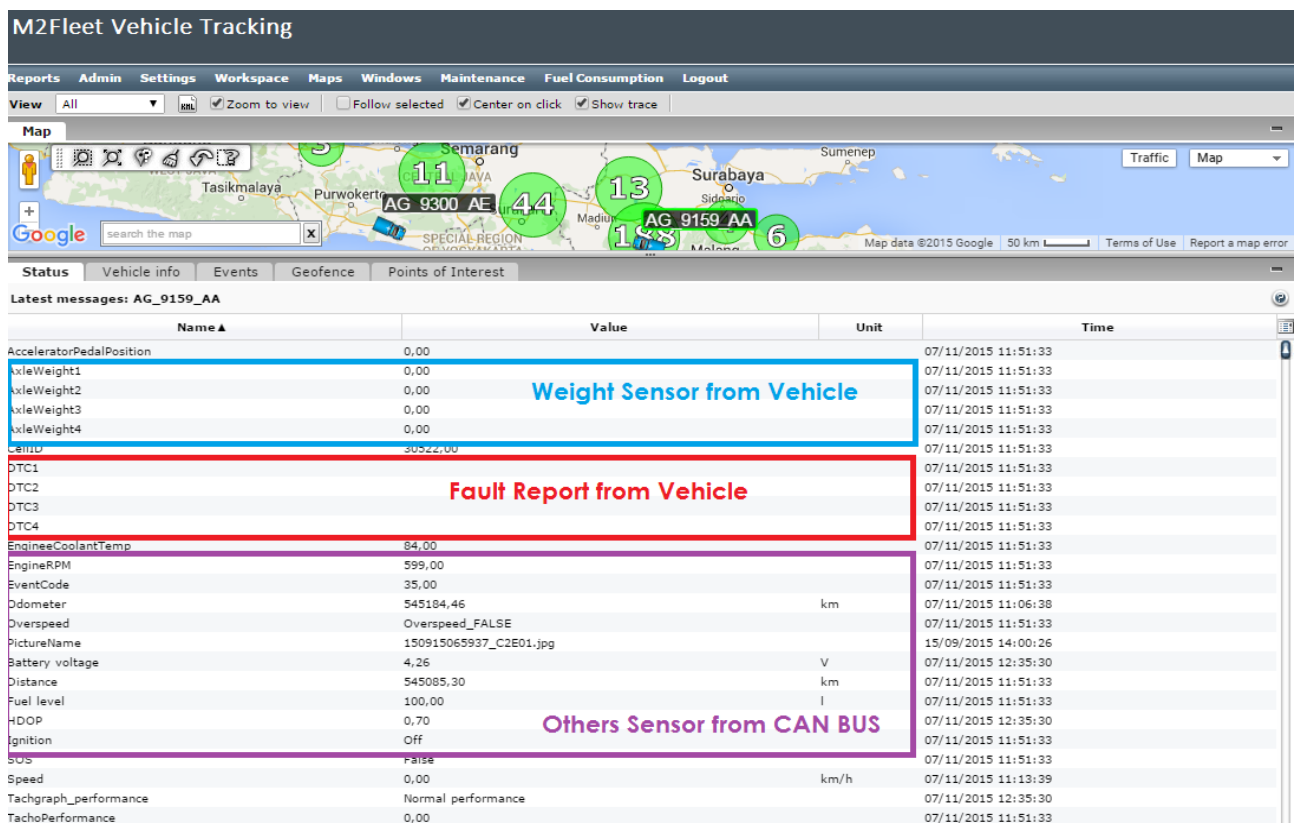 M2Fleet Vehicle Tracking
Reports Admin Settings Workspace Maps Windows Maintenance Fuel Consumption Logout
View All KML Zoom to view Follow selected Center on click Show trace
Map
Semarang
Sumenep
Traffic Map
11
Surabaya
Tasikmalaya
Purwokerto
13
Sidoarjo
AG 9300 AE
44
Madiun
AG 9159 AA
Google search the map x
SPECIAL REGION
188
Malang
6
Map data ©2015 Google 50 km Terms of Use Report a map error
Status Vehicle info Events Geofence Points of Interest
Latest messages: AG_9159_AA
Name▲ Value Unit Time
AcceleratorPedalPosition 0,00 07/11/2015 11:51:33
AxleWeight1 0,00 07/11/2015 11:51:33
AxleWeight2 0,00 07/11/2015 11:51:33
Weight Sensor from Vehicle
AxleWeight3 0,00 07/11/2015 11:51:33
AxleWeight4 0,00 07/11/2015 11:51:33
CellID 30522,00 07/11/2015 11:51:33
DTC1 07/11/2015 11:51:33
DTC2 07/11/2015 11:51:33
Fault Report from Vehicle
DTC3 07/11/2015 11:51:33
DTC4 07/11/2015 11:51:33
EngineeCoolantTemp 84,00 07/11/2015 11:51:33
EngineRPM 599,00 07/11/2015 11:51:33
EventCode 35,00 07/11/2015 11:51:33
Odometer 545184,46 km 07/11/2015 11:06:38
Overspeed Overspeed_FALSE 07/11/2015 11:51:33
PictureName 150915065937_C2E01.jpg 15/09/2015 14:00:26
Battery voltage 4,26 V 07/11/2015 12:35:30
Distance 545085,30 km 07/11/2015 11:51:33
Fuel level 100,00 l 07/11/2015 11:51:33
HDOP 0,70 07/11/2015 12:35:30
Others Sensor from CAN BUS
Ignition Off 07/11/2015 11:51:33
SOS False 07/11/2015 11:51:33
Speed 0,00 km/h 07/11/2015 11:13:39
Tachgraph_performance Normal performance 07/11/2015 12:35:30
TachoPerformance 0,00 07/11/2015 11:51:33